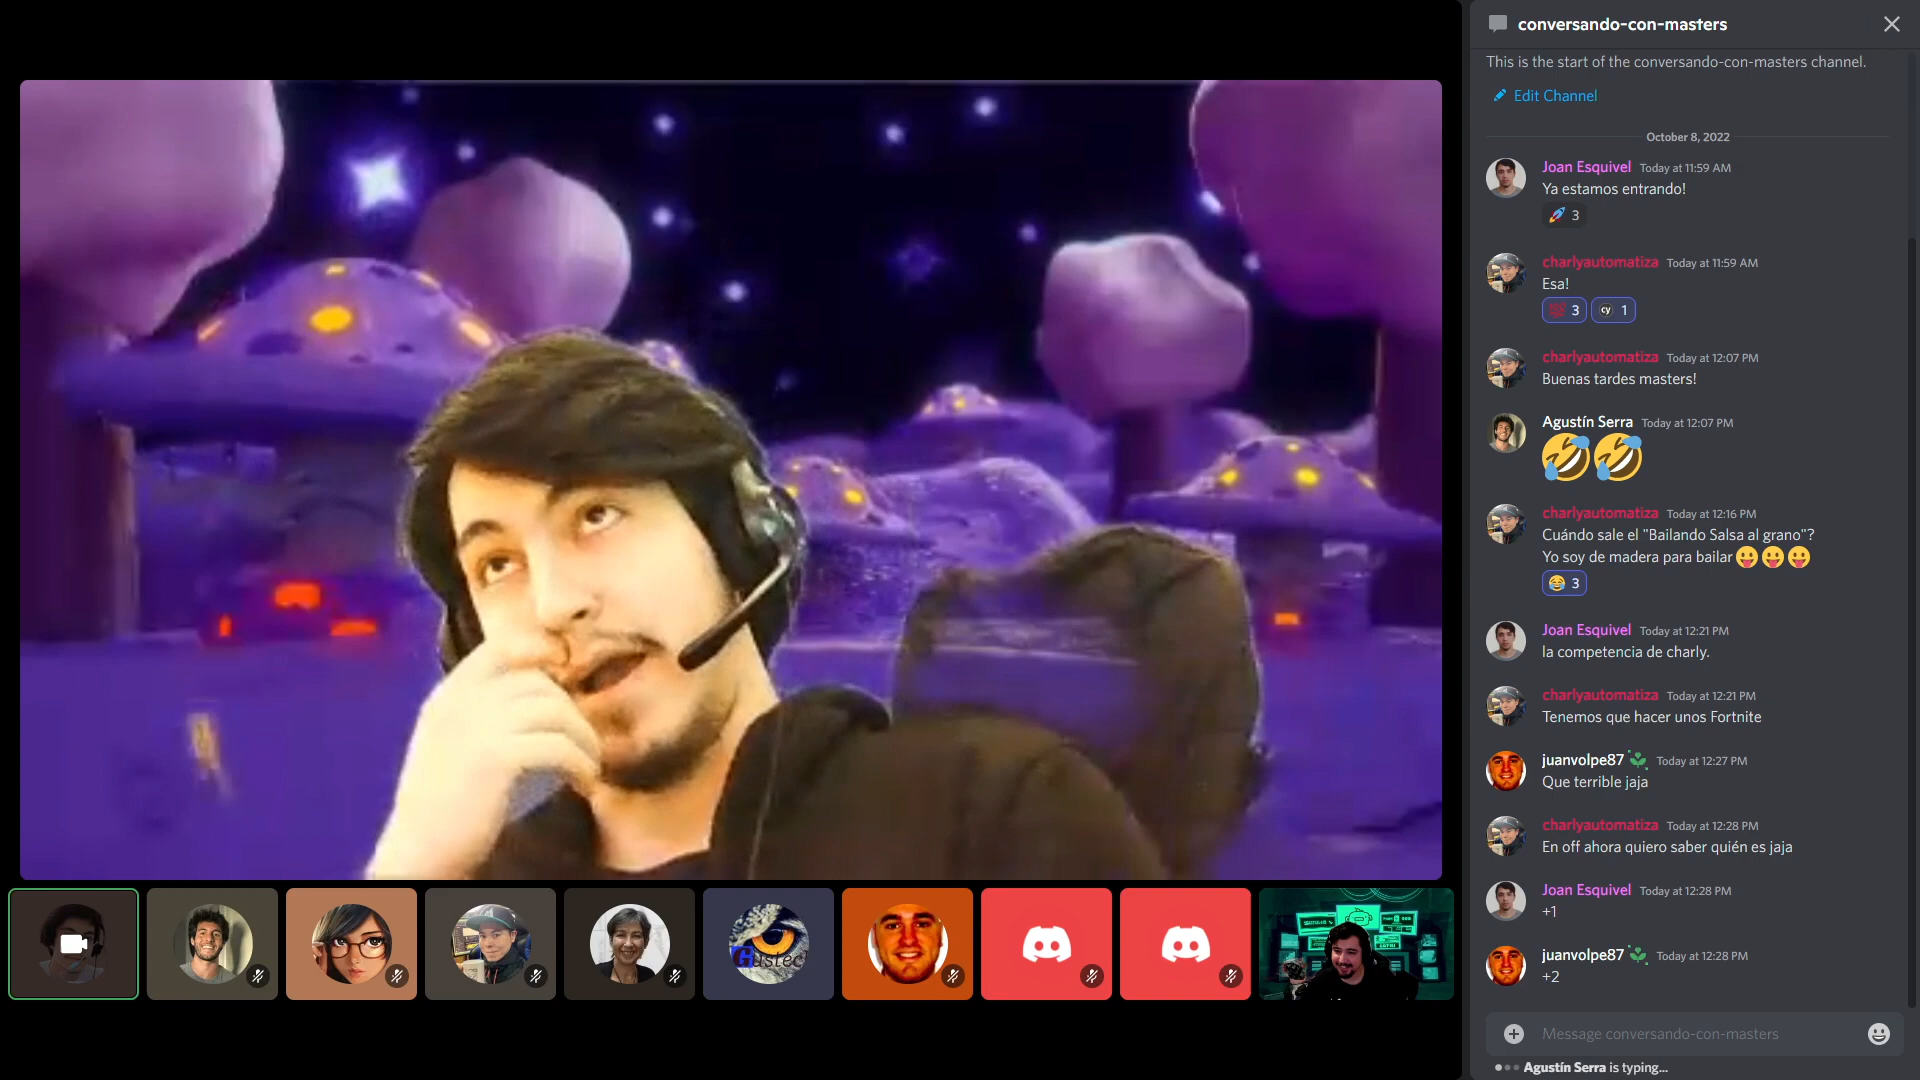 conversando-con-masters
This is the start of the conversando-con-masters channel.
Edit Channel
October 8, 2022
Joan Esquivel Today at 11:59 AM
Ya estamos entrando!
3
charlyautomatiza Today at 11:59 AM
Esa!
3 cy 1
charlyautomatiza Today at 12:07 PM
Buenas tardes masters!
Agustín Serra Today at 12:07 PM
charlyautomatiza Today at 12:16 PM
Cuándo sale el "Bailando Salsa al grano"?
Yo soy de madera para bailar
3
Joan Esquivel Today at 12:21 PM
la competencia de charly.
charlyautomatiza Today at 12:21 PM
Tenemos que hacer unos Fortnite
juanvolpe87 Today at 12:27 PM
Que terrible jaja
charlyautomatiza Today at 12:28 PM
En off ahora quiero saber quién es jaja
Joan Esquivel Today at 12:28 PM
+1
juanvolpe87 Today at 12:28 PM
+2
Message conversando-con-masters
Agustín Serra is typing...